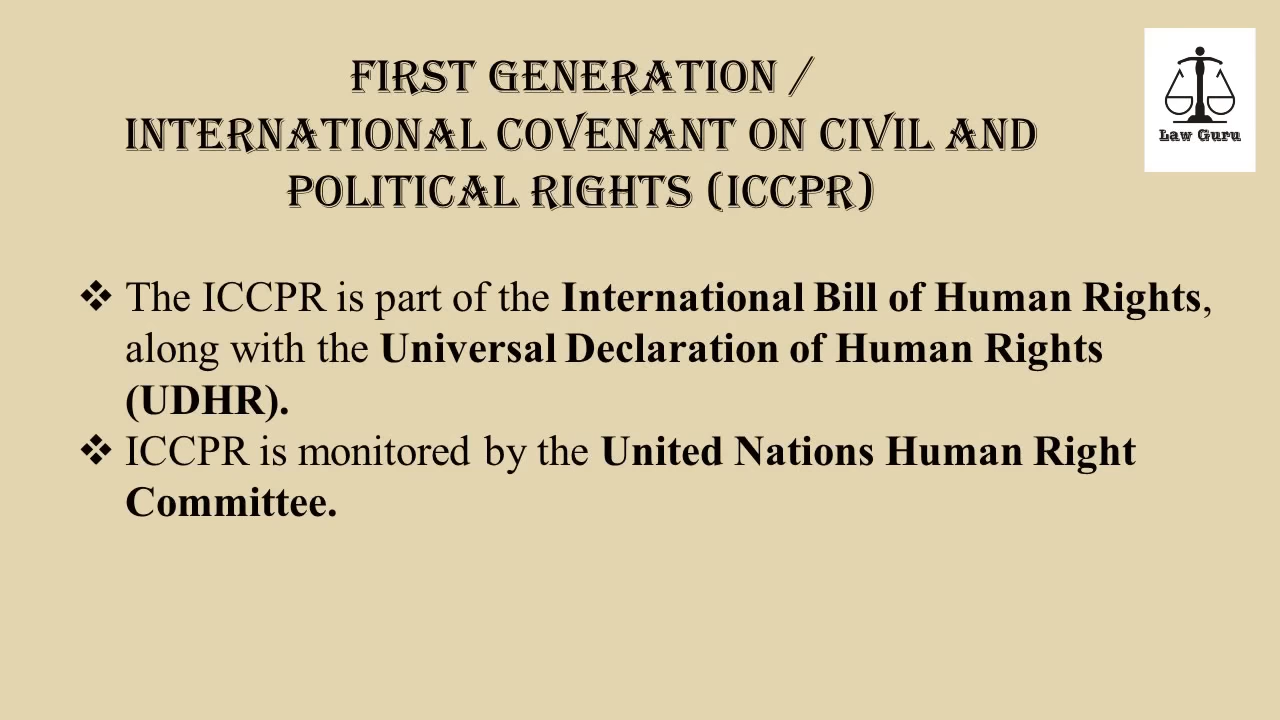 FIRST GENERATION /
INTERNATIONAL COVENANT ON CIVIL AND
POLITICAL RIGHTS (ICCPR)
Law Guru
❖ The ICCPR is part of the International Bill of Human Rights,
along with the Universal Declaration of Human Rights
(UDHR).
❖ ICCPR is monitored by the United Nations Human Right
Committee.